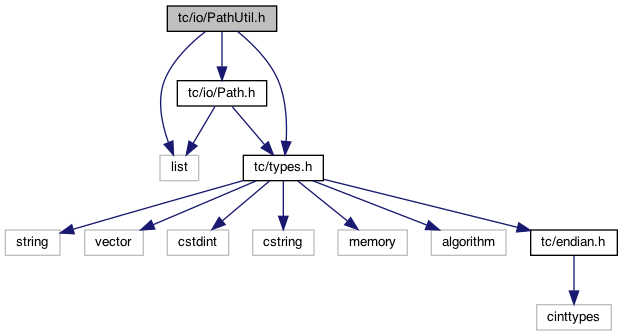 tc/io/PathUtil.h
tc/io/Path.h
list
tc/types.h
string
vector
cstdint
cstring
memory
algorithm
tc/endian.h
cinttypes